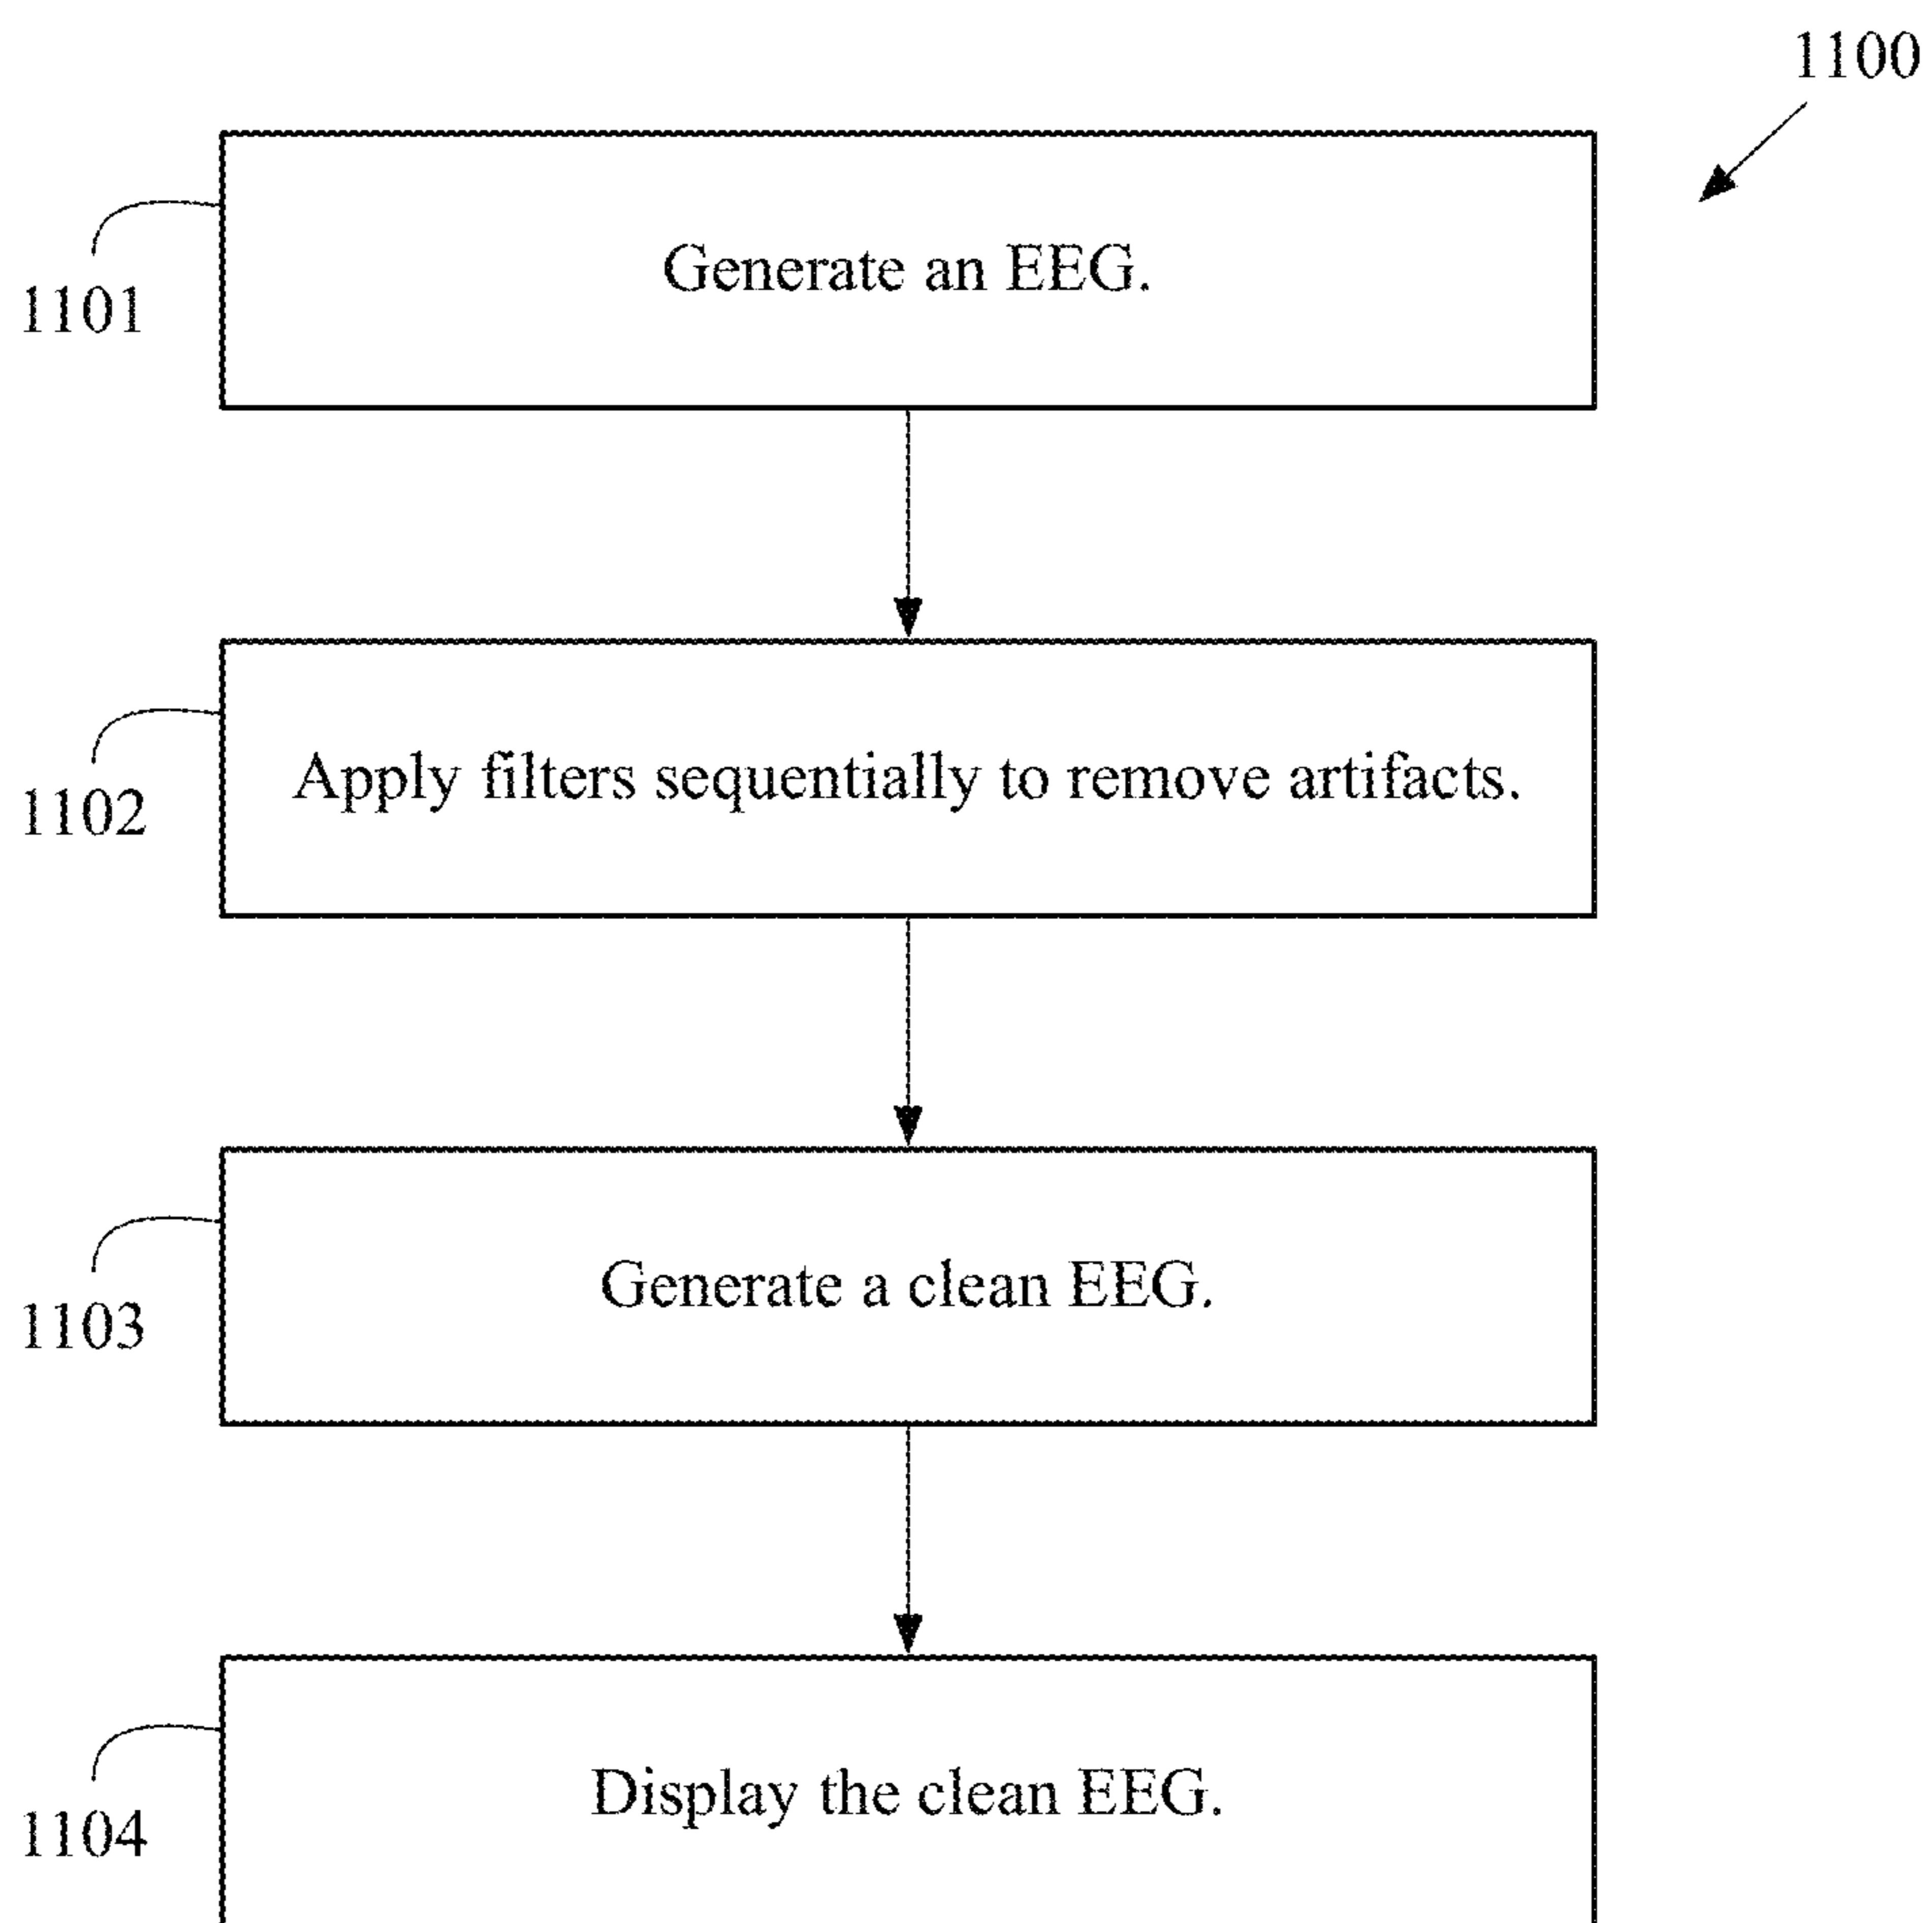 1100
Generate an EEG.
1101
Apply filters sequentially to remove artifacts.
1102
Generate a clean EEG.
1103
Display the clean EEG.
1104